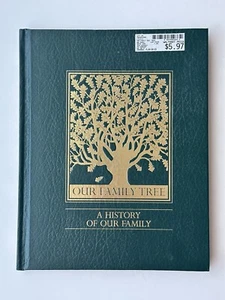 $5.97
OUR FAMILY TREE
A HISTORY
OF OUR FAMILY